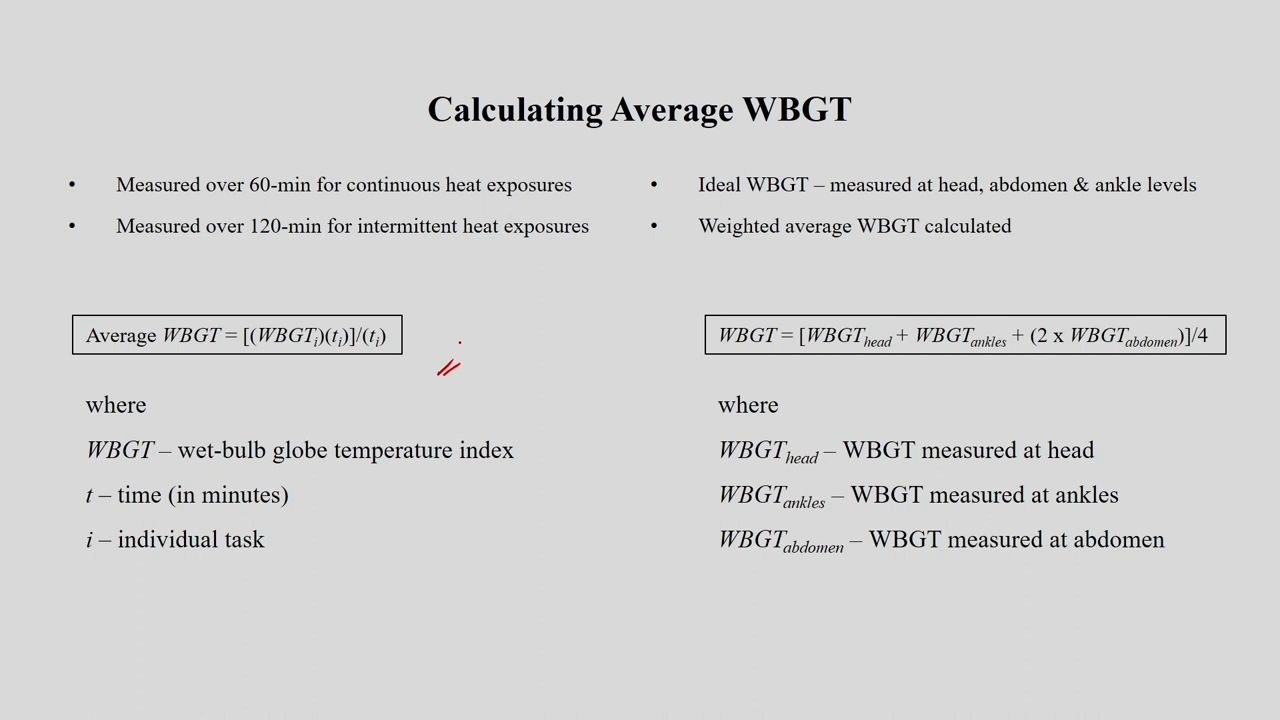 Calculating Average WBGT
• Measured over 60-min for continuous heat exposures
• Measured over 120-min for intermittent heat exposures
Average WBGT = [(WBGTi)(ti)]/(ti)
where
WBGT – wet-bulb globe temperature index
t – time (in minutes)
i – individual task
• Ideal WBGT – measured at head, abdomen & ankle levels
• Weighted average WBGT calculated
WBGT = [WBGThead + WBGTankles + (2 x WBGTabdomen)]/4
where
WBGThead – WBGT measured at head
WBGTankles – WBGT measured at ankles
WBGTabdomen – WBGT measured at abdomen